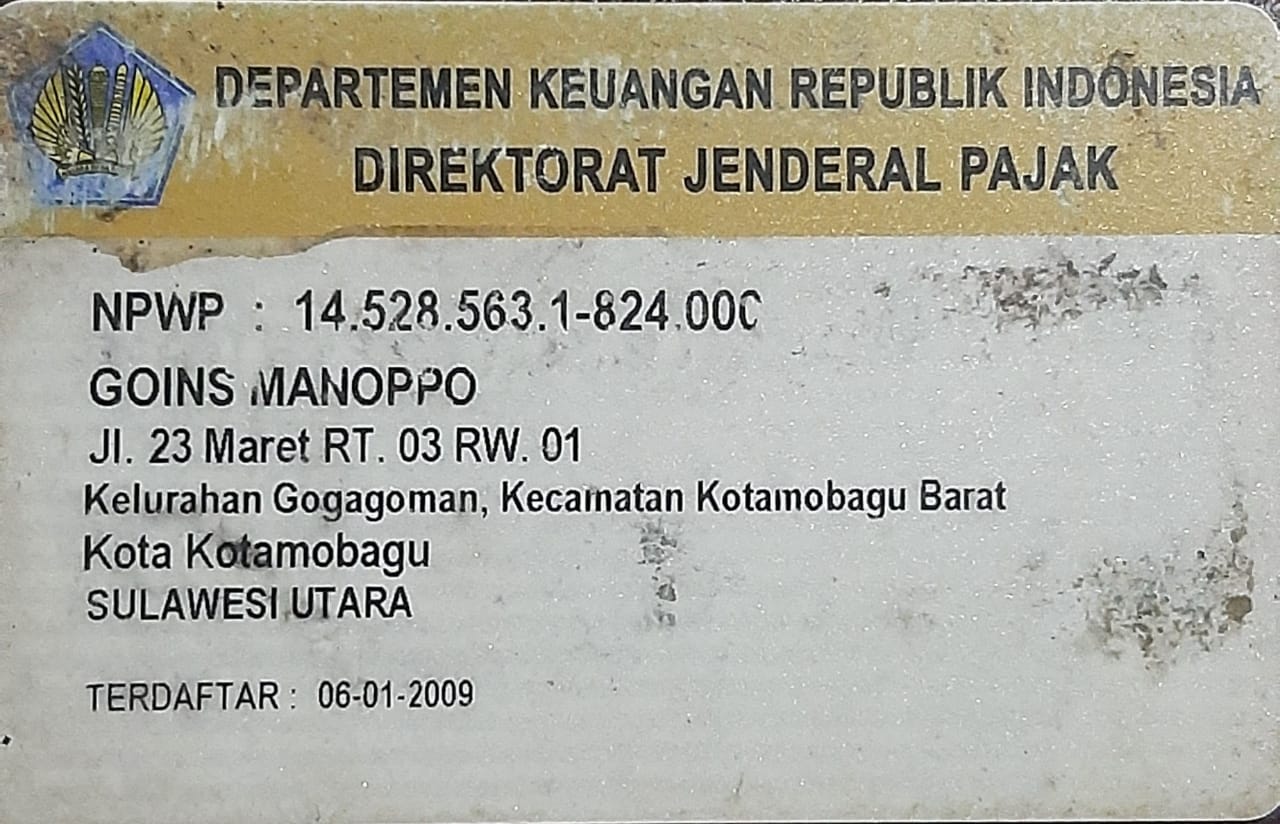 DEPARTEMEN KEUANGAN REPUBLIK INDONESIA
DIREKTORAT JENDERAL PAJAK
NPWP : 14.528.563.1-824.000
GOINS MANOPPO
Jl. 23 Maret RT. 03 RW. 01
Kelurahan Gogagoman, Kecamatan Kotamobagu Barat
Kota Kotamobagu
SULAWESI UTARA
TERDAFTAR : 06-01-2009